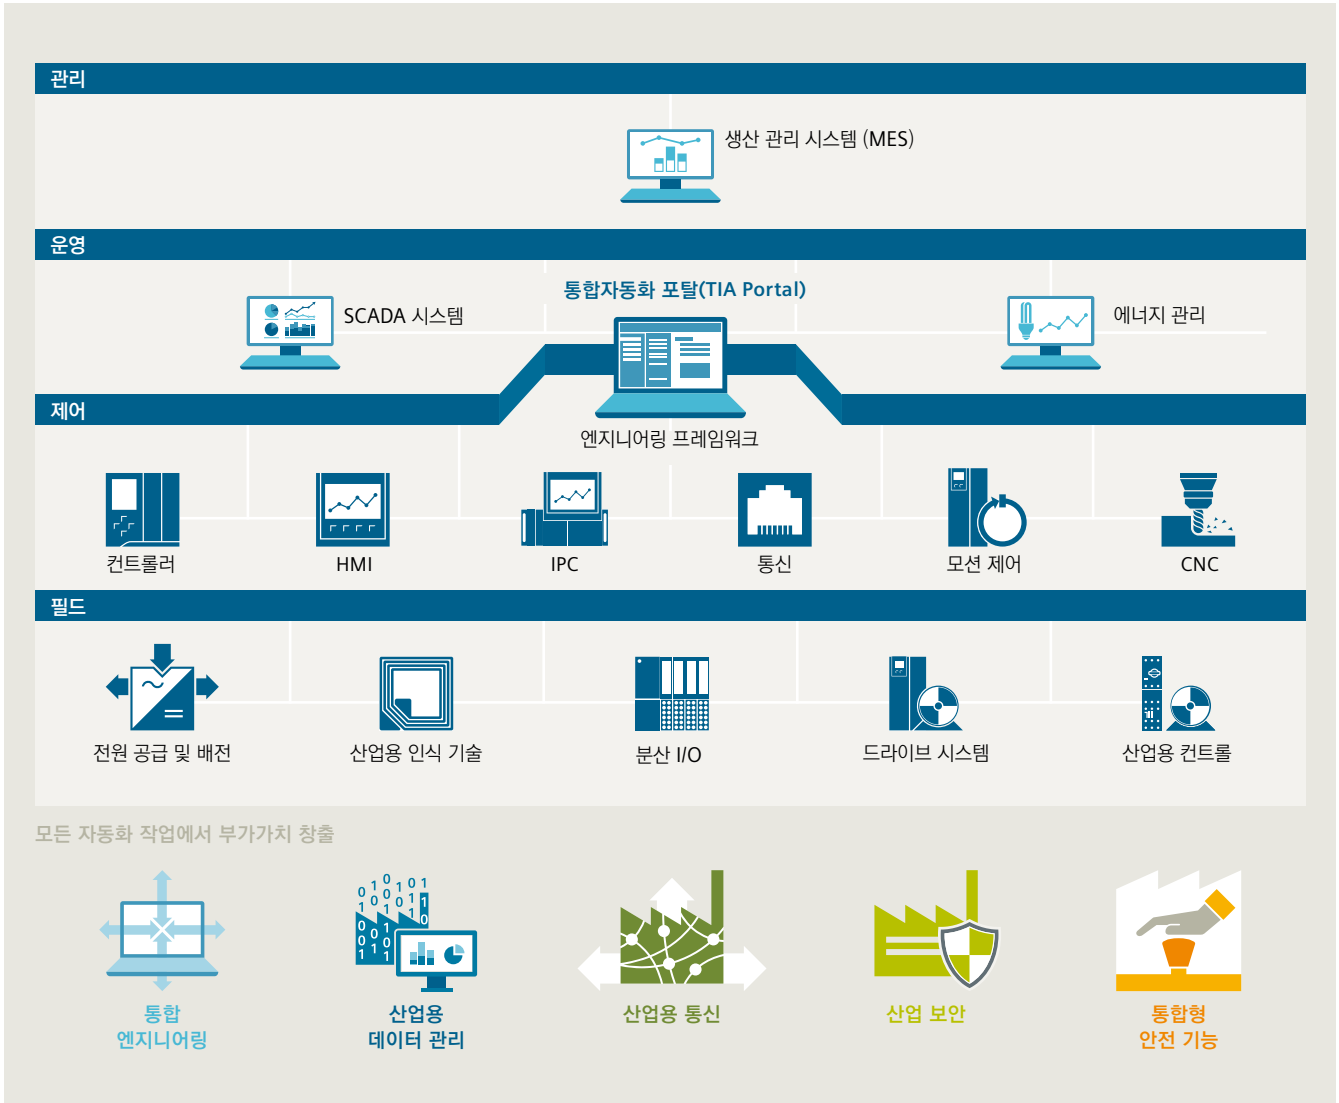 관리
생산 관리 시스템 (MES)
운영
통합자동화 포탈(TIA Portal)
SCADA 시스템
에너지 관리
제어
엔지니어링 프레임워크
컨트롤러
HMI
IPC
통신
모션 제어
CNC
필드
전원 공급 및 배전
산업용 인식 기술
분산 I/O
드라이브 시스템
산업용 컨트롤
모든 자동화 작업에서 부가가치 창출
통합
엔지니어링
산업용
데이터 관리
산업용 통신
산업 보안
통합형
안전 기능